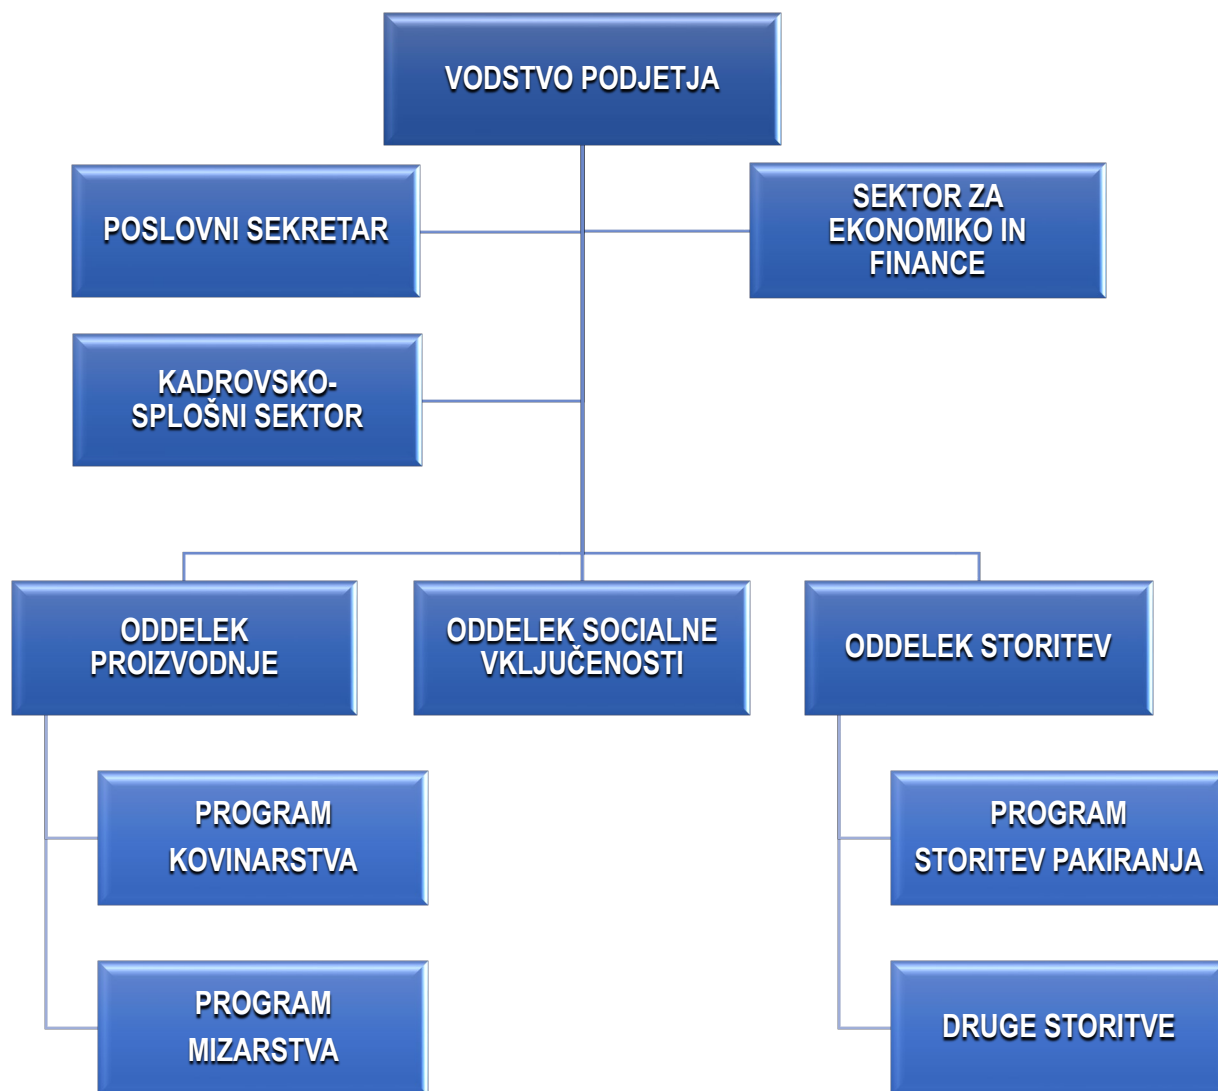 VODSTVO PODJETJA
POSLOVNI SEKRETAR
SEKTOR ZA
EKONOMIKO IN
FINANCE
KADROVSKO-
SPLOŠNI SEKTOR
ODDELEK
PROIZVODNJE
ODDELEK SOCIALNE
VKLJUČENOSTI
ODDELEK STORITEV
PROGRAM
KOVINARSTVA
PROGRAM
STORITEV PAKIRANJA
PROGRAM
MIZARSTVA
DRUGE STORITVE